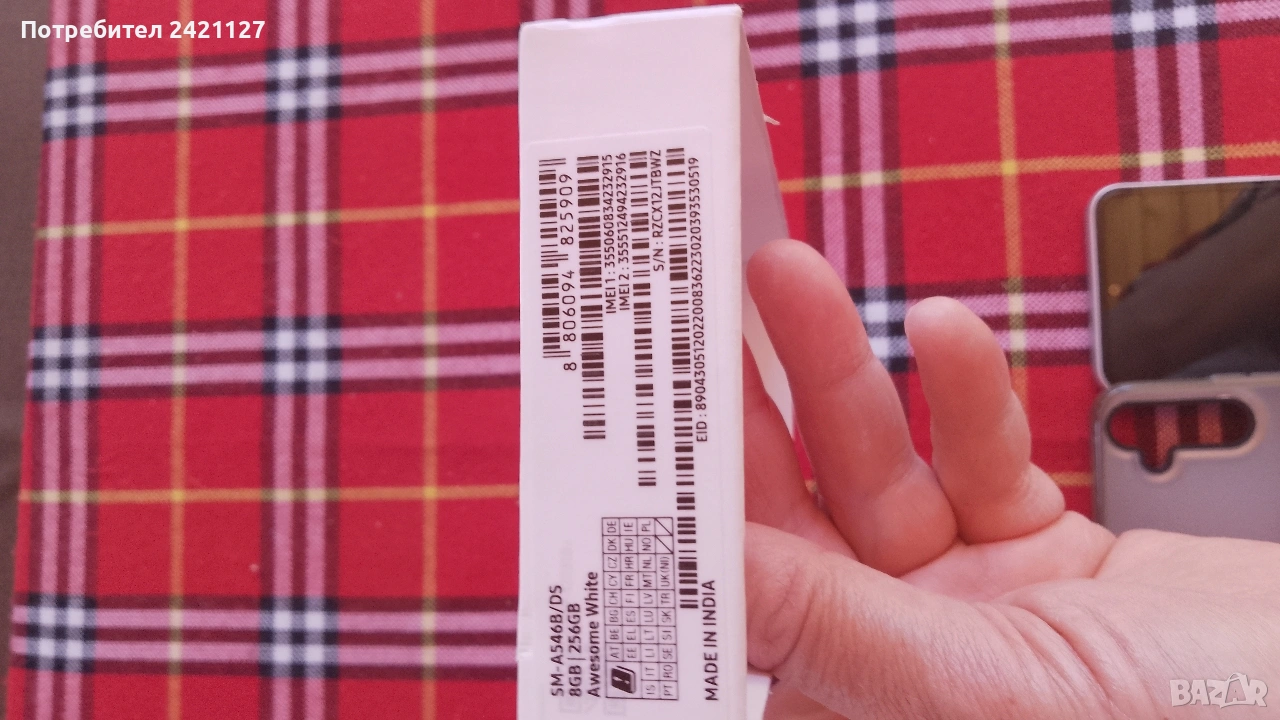 Потребител 2421127
8 806094 825909
IMEI 1 : 355060834232915
IMEI 2 : 355512494232916
S/N : RZCX12JTBWZ
EID : 89043051202200836223020393530519
SM-A546B/DS
8GB | 256GB
Awesome White
AT BE BG CH CY CZ DK DE
EE EL ES FI FR HR HU IE
IS IT LI LT LU LV MT NL NO PL
PT RO SE SI SK TR UK(NI)
MADE IN INDIA
BAZAR